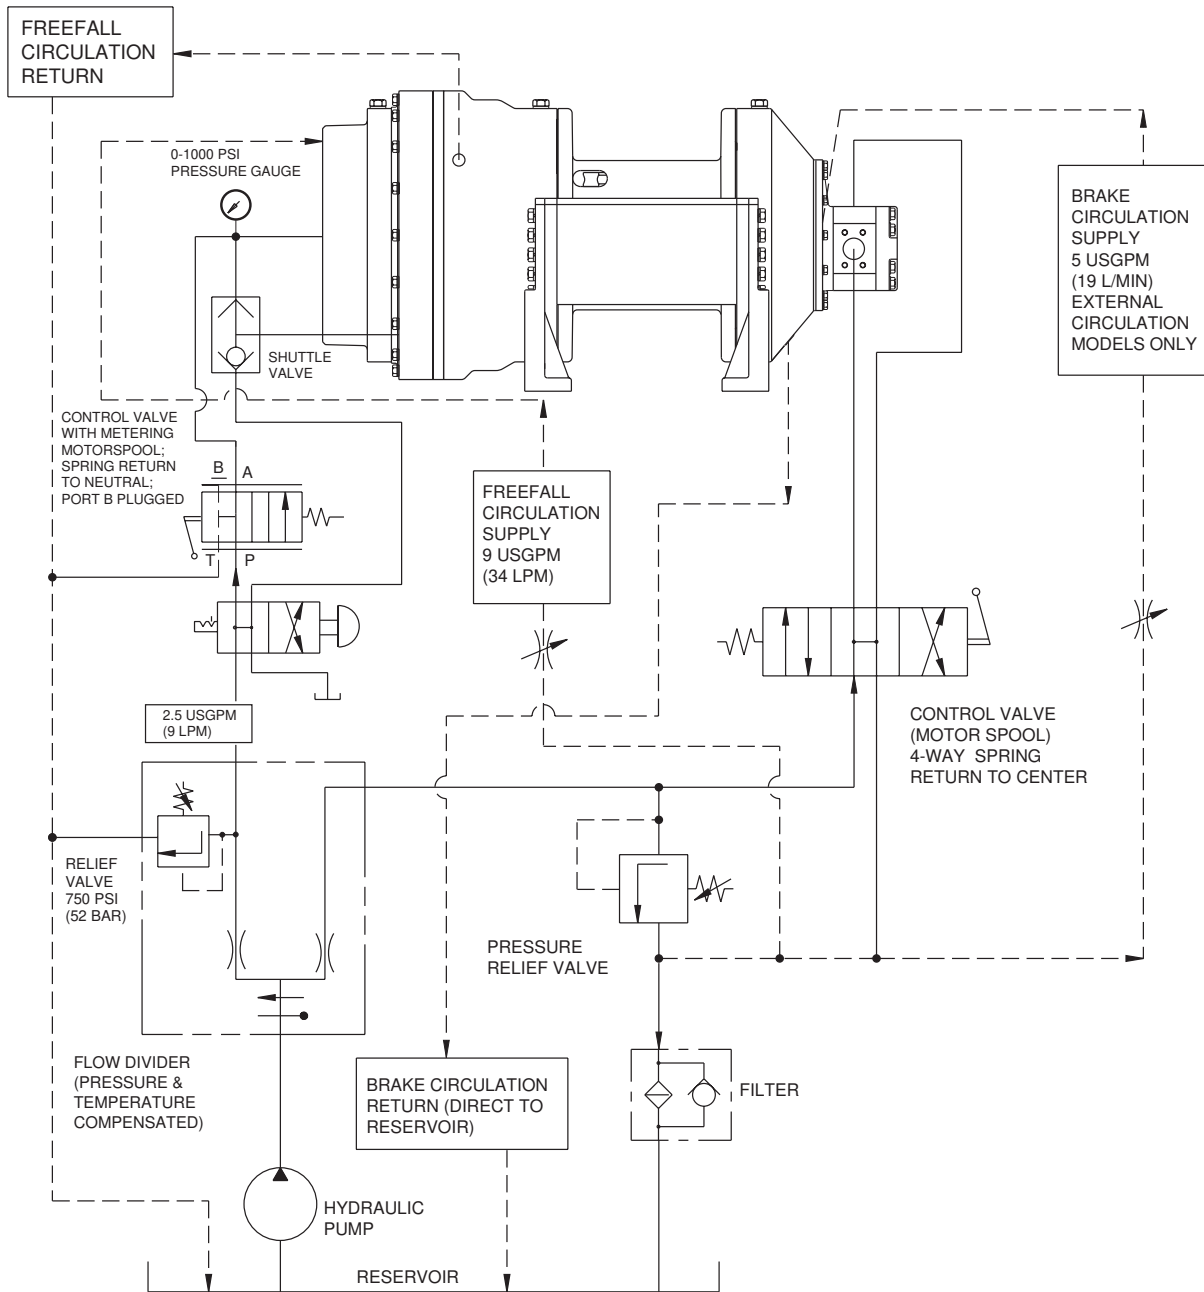 FREEFALL
CIRCULATION
RETURN
0-1000 PSI
PRESSURE GAUGE
BRAKE
CIRCULATION
SUPPLY
5 USGPM
(19 L/MIN)
EXTERNAL
CIRCULATION
MODELS ONLY
SHUTTLE
VALVE
CONTROL VALVE
WITH METERING
MOTORSPOOL;
SPRING RETURN
TO NEUTRAL;
PORT B PLUGGED
B A
T P
FREEFALL
CIRCULATION
SUPPLY
9 USGPM
(34 LPM)
2.5 USGPM
(9 LPM)
CONTROL VALVE
(MOTOR SPOOL)
4-WAY SPRING
RETURN TO CENTER
RELIEF
VALVE
750 PSI
(52 BAR)
PRESSURE
RELIEF VALVE
FLOW DIVIDER
(PRESSURE &
TEMPERATURE
COMPENSATED)
BRAKE CIRCULATION
RETURN (DIRECT TO
RESERVOIR)
FILTER
HYDRAULIC
PUMP
RESERVOIR